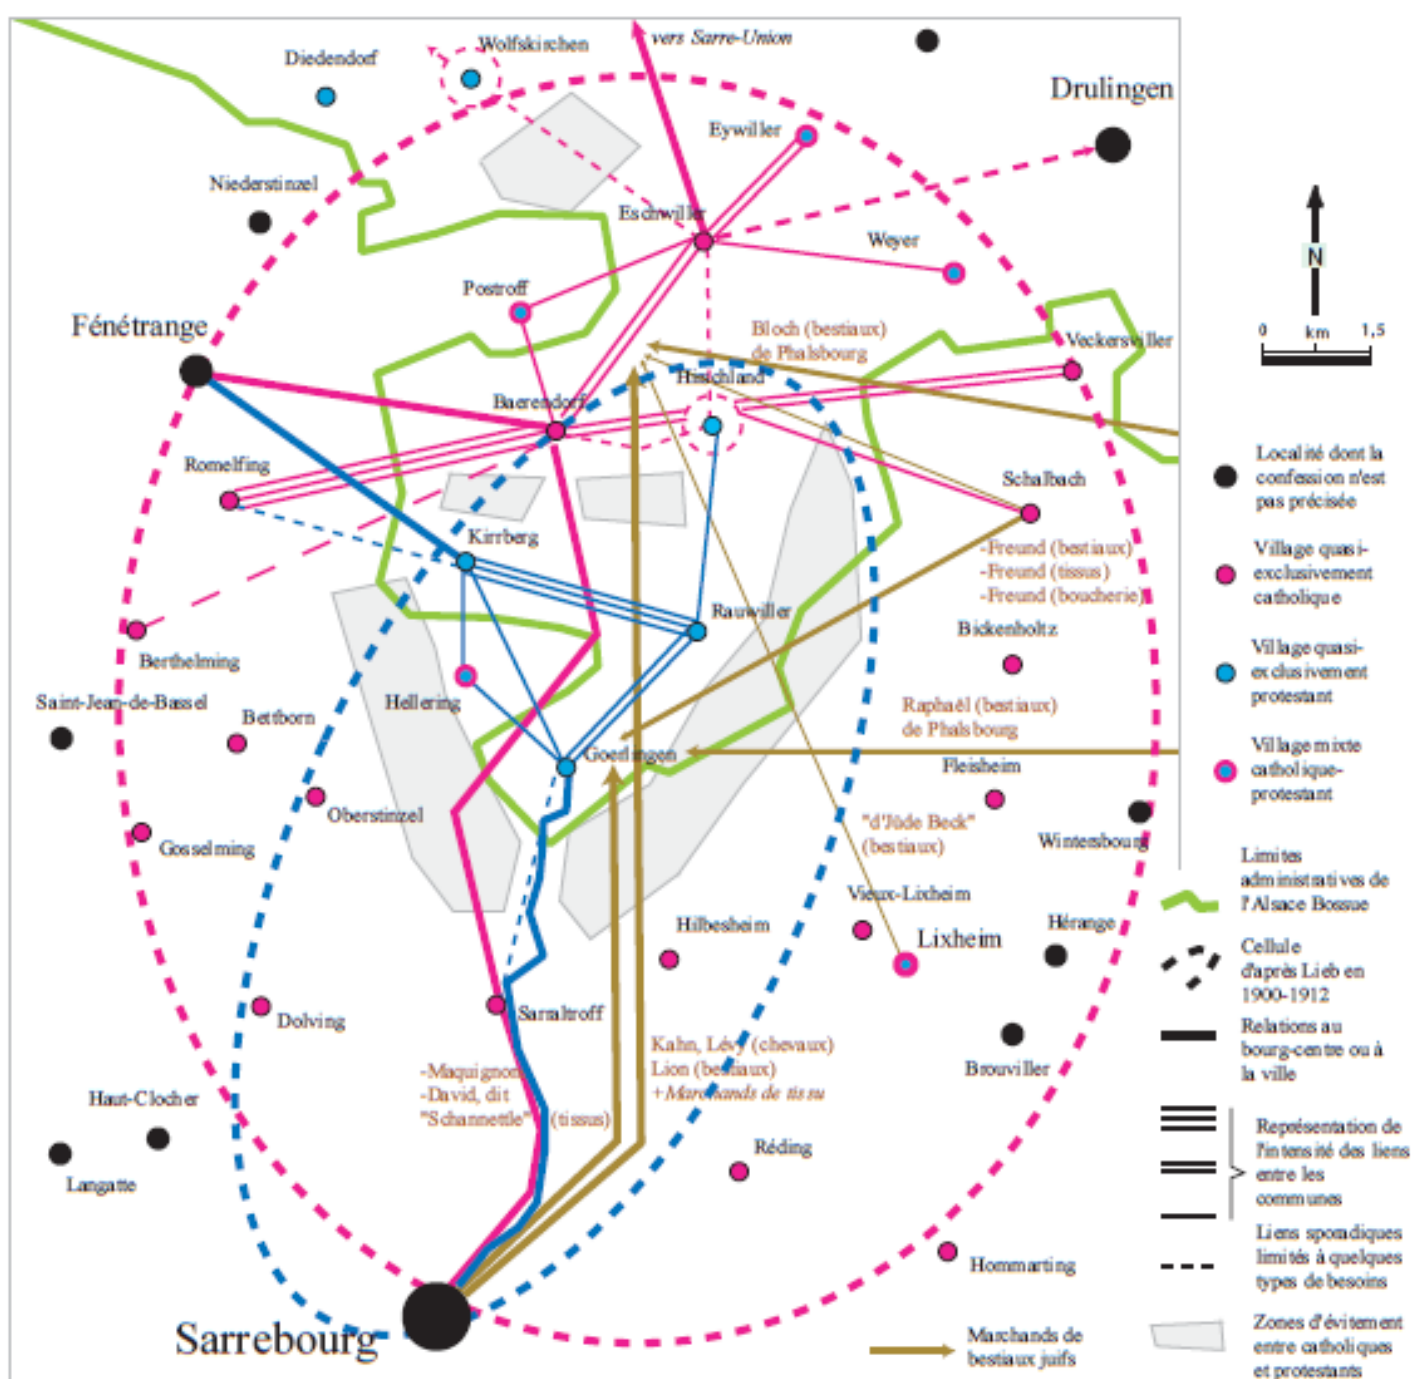 vers Sarre-Union
Wolfskirchen
Diedendorf
Drulingen
Eywiller
Niederstinzel
Eschwiller
Weyer
Postroff
Fénétrange
Bloch (bestiaux)
de Phalsbourg
Veckersviller
Hirschland
Baerendorf
Romelfing
Schalbach
Kirrberg
-Freund (bestiaux)
-Freund (tissus)
-Freund (boucherie)
Rauwiller
Bickenholtz
Berthelming
Saint-Jean-de-Bassel
Hellering
Bettborn
Raphaël (bestiaux)
de Phalsbourg
Goerlingen
Fleisheim
Oberstinzel
"d'Jüde Beck"
(bestiaux)
Wintersbourg
Gosselming
Vieux-Lixheim
Hilbesheim
Lixheim
Hérange
Dolving
Sarraltroff
Kahn, Lévy (chevaux)
Lion (bestiaux)
+Marchands de tissu
-Maquignon
-David, dit
"Schannettle" (tissus)
Brouviller
Haut-Clocher
Réding
Langatte
Hommarting
Sarrebourg
N
0 km 1,5
Localité dont la
confession n'est
pas précisée
Village quasi-
exclusivement
catholique
Village quasi-
exclusivement
protestant
Village mixte
catholique-
protestant
Limites
administratives de
l'Alsace Bossue
Cellule
d'après Lieb en
1900-1912
Relations au
bourg-centre ou à
la ville
Représentation de
l'intensité des liens
entre les
communes
Liens sporadiques
limités à quelques
types de besoins
Zones d'évitement
entre catholiques
et protestants
Marchands de
bestiaux juifs